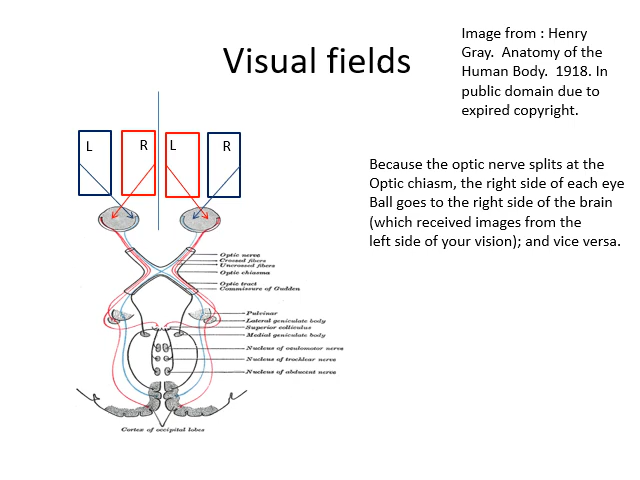 Visual fields
Image from : Henry
Gray.  Anatomy of the
Human Body.  1918. In
public domain due to
expired copyright.
L
R
L
R
Because the optic nerve splits at the
Optic chiasm, the right side of each eye
Ball goes to the right side of the brain
(which received images from the
left side of your vision); and vice versa.
Optic nerve
Crossed fibers
Uncrossed fibers
Optic chiasma
Optic tract
Commissure of Gudden
Pulvinar
Lateral geniculate body
Superior colliculus
Medial geniculate body
Nucleus of oculomotor nerve
Nucleus of trochlear nerve
Nucleus of abducent nerve
Cortex of occipital lobes